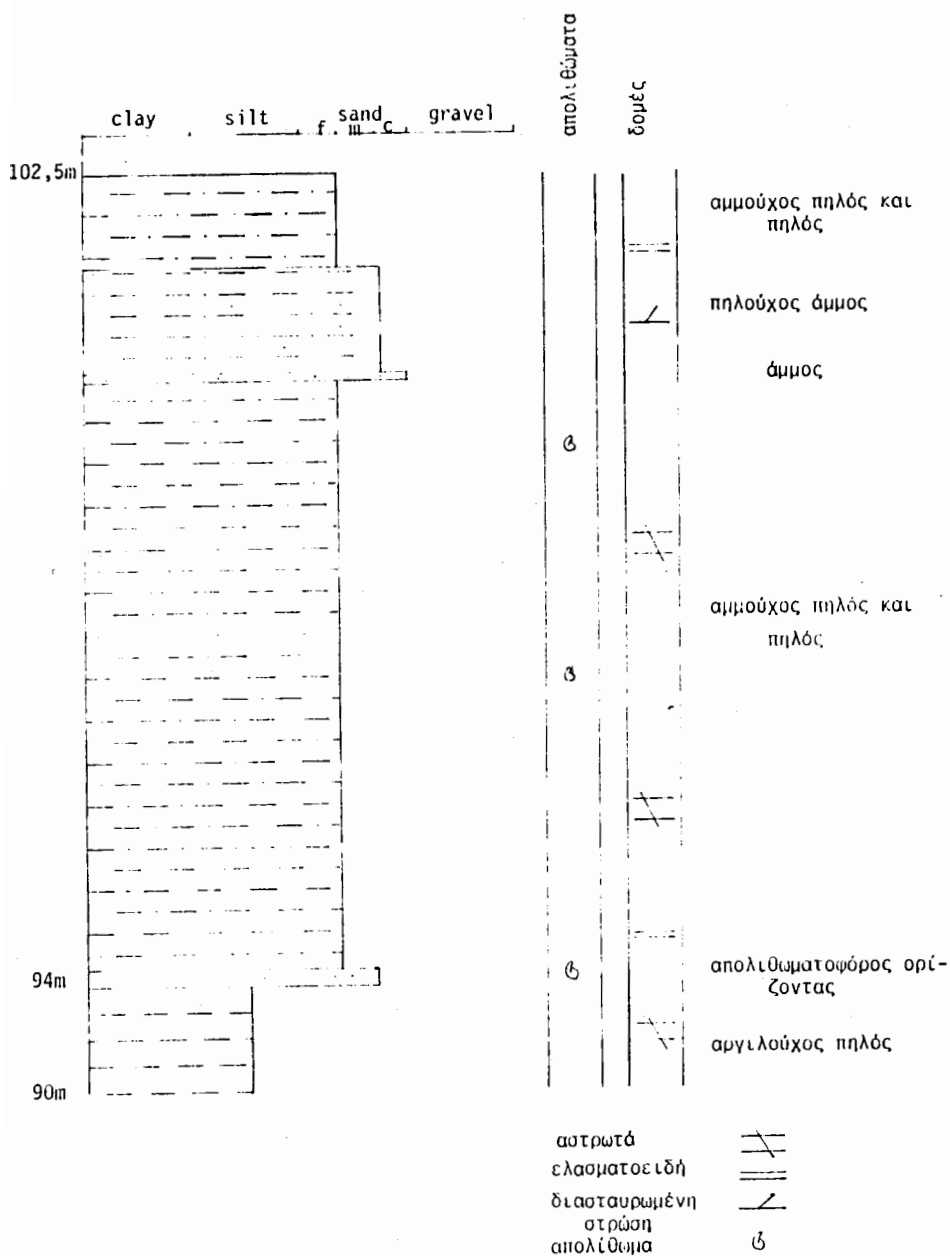 απολιθώματα
δομές
clay silt sand gravel
f m c
102,5m
αμμούχος πηλός και
πηλός
πηλούχος άμμος
άμμος
αμμούχος πηλός και
πηλός
94m
απολιθωματοφόρος ορί-
ζοντας
αργιλούχος πηλός
90m
αστρωτά
ελασματοειδή
διασταυρωμένη
στρώση
απολίθωμα